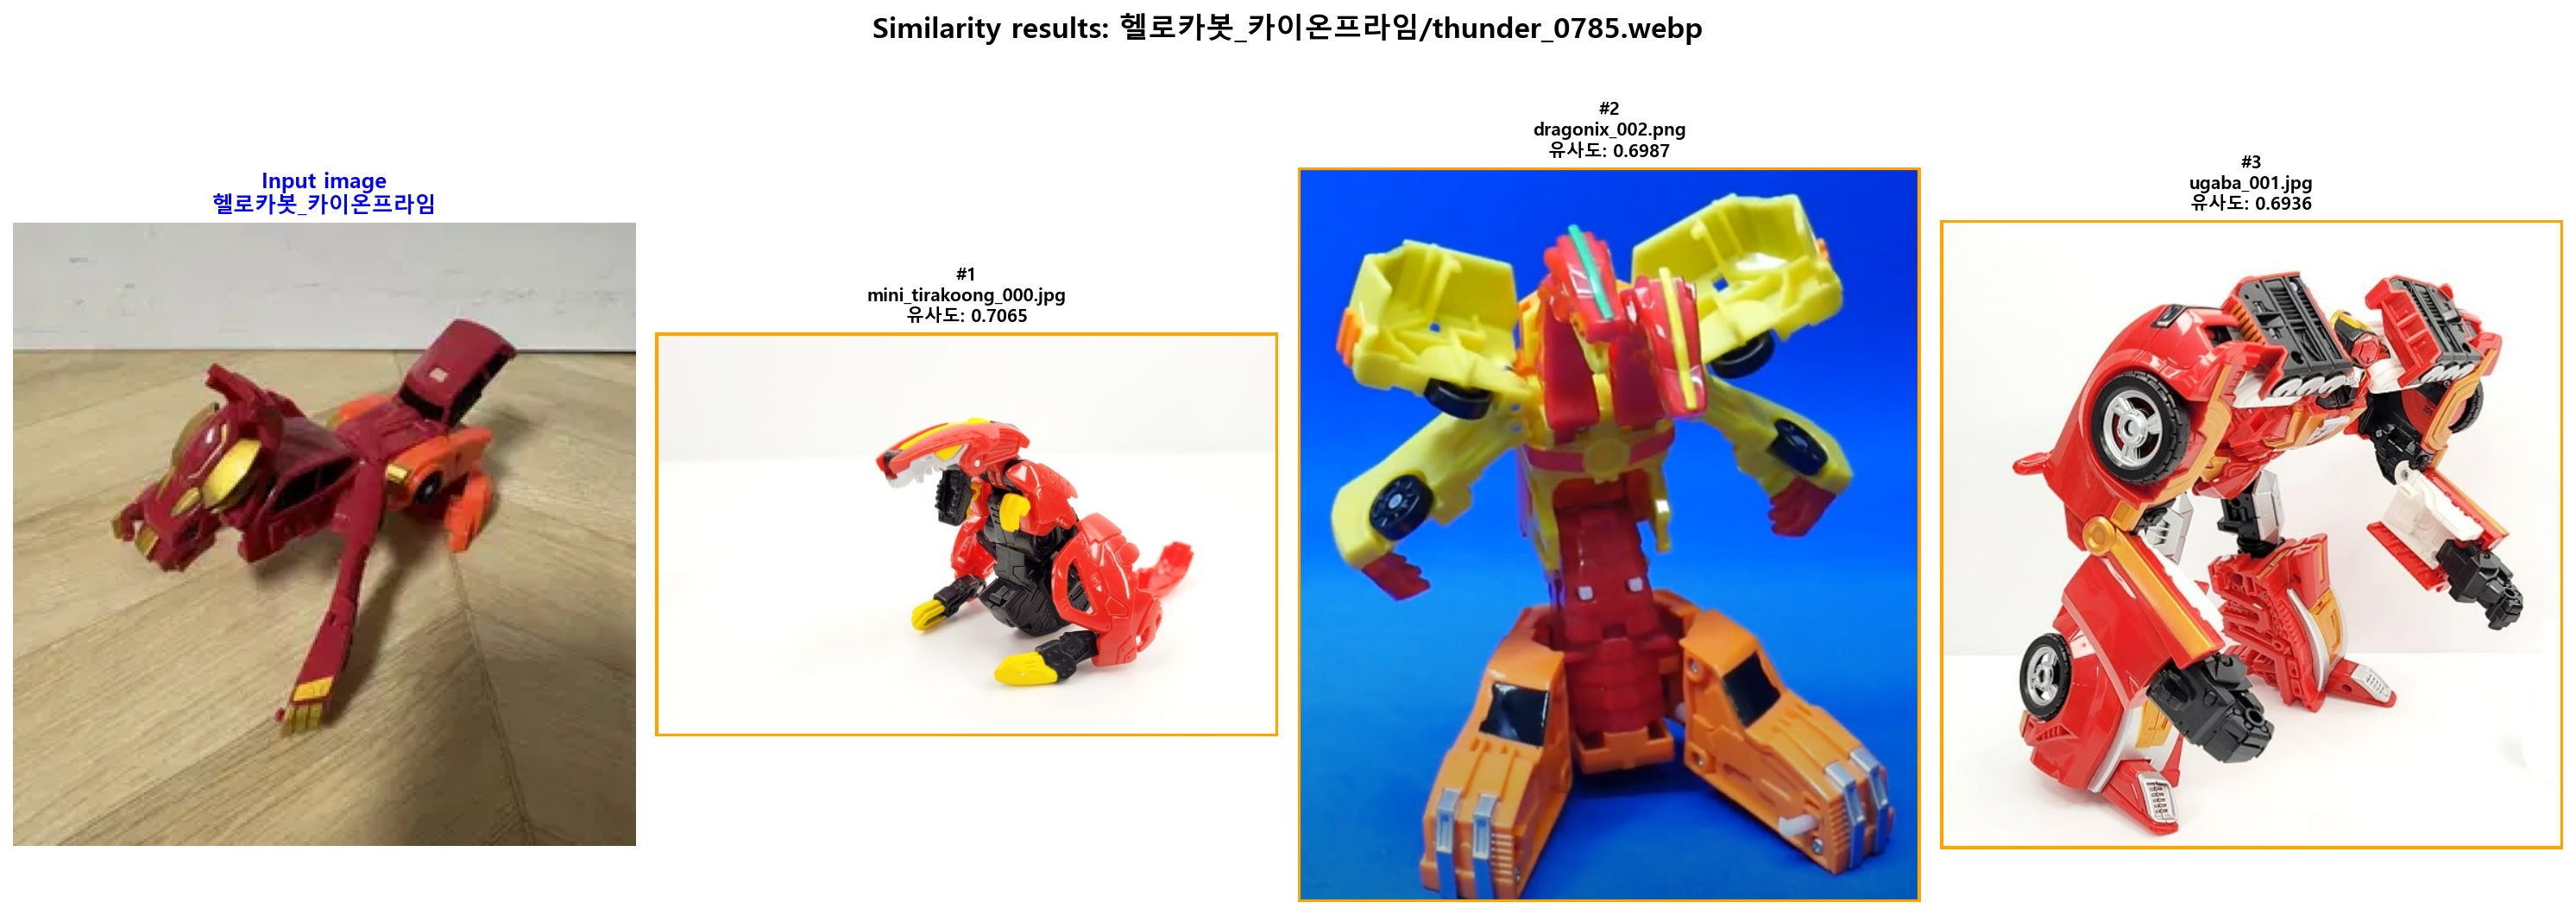 Similarity results: 헬로카봇_카이온프라임/thunder_0785.webp
Input image
헬로카봇_카이온프라임
#1
mini_tirakoong_000.jpg
유사도: 0.7065
#2
dragonix_002.png
유사도: 0.6987
#3
ugaba_001.jpg
유사도: 0.6936